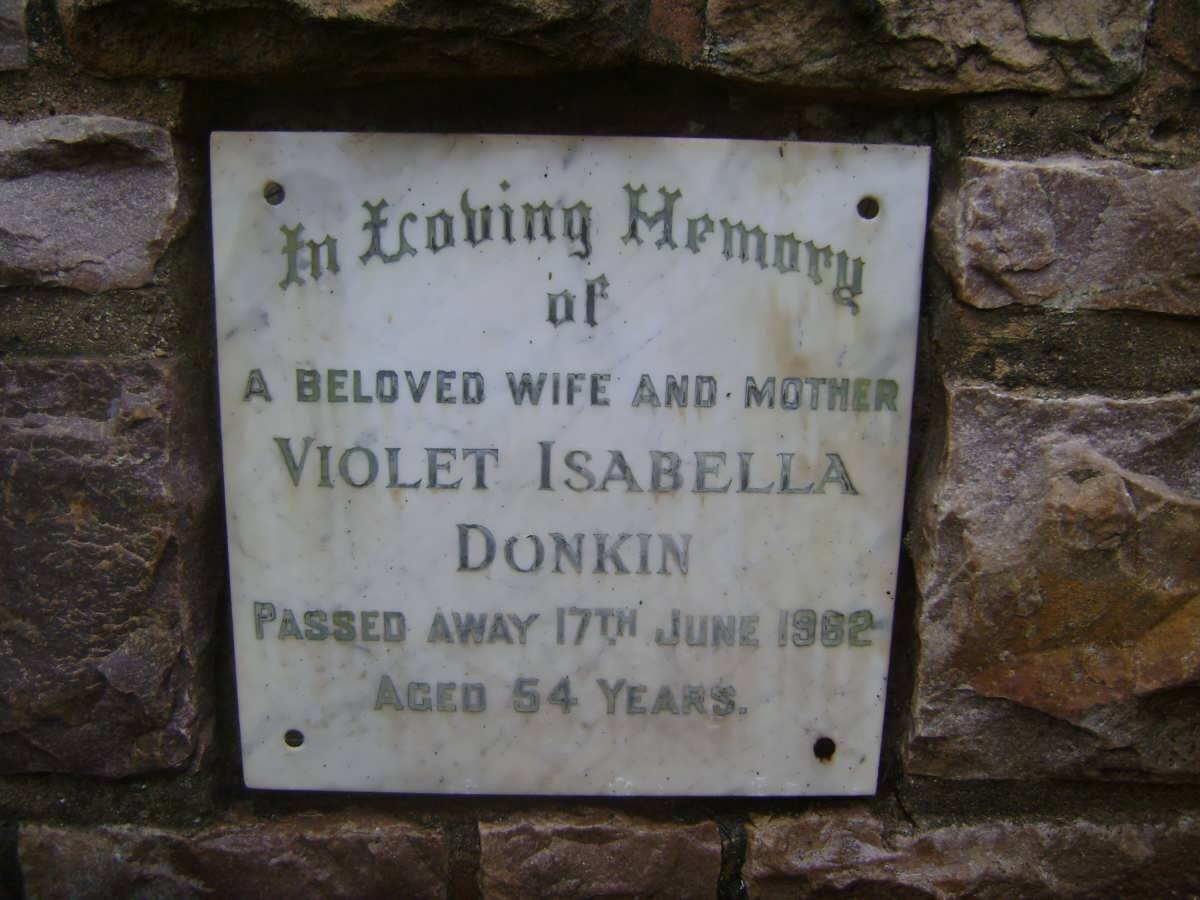 In Loving Memory
of
A BELOVED WIFE AND MOTHER
VIOLET ISABELLA
DONKIN
PASSED AWAY 17TH JUNE 1962
AGED 54 YEARS.